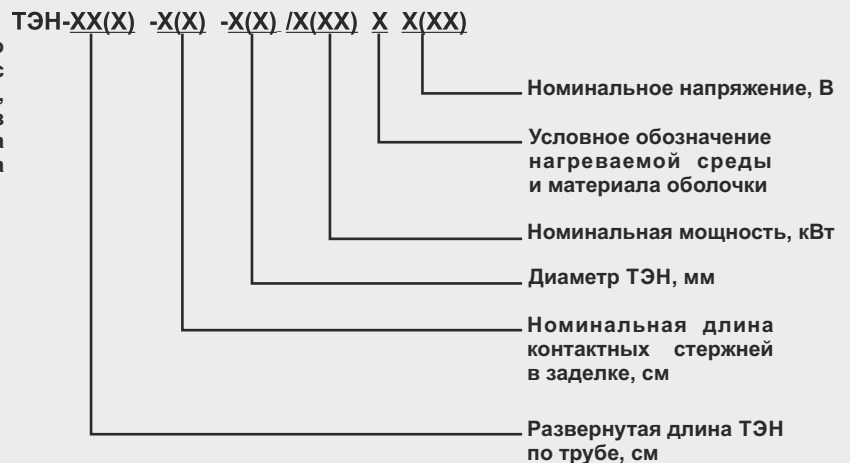 ТЭН-XX(X) -X(X) -X(X) /X(XX) X X(XX)
о
с
,
в
а
а
Номинальное напряжение, В
Условное обозначение
нагреваемой среды
и материала оболочки
Номинальная мощность, кВт
Диаметр ТЭН, мм
Номинальная длина
контактных стержней
в заделке, см
Развернутая длина ТЭН
по трубе, см